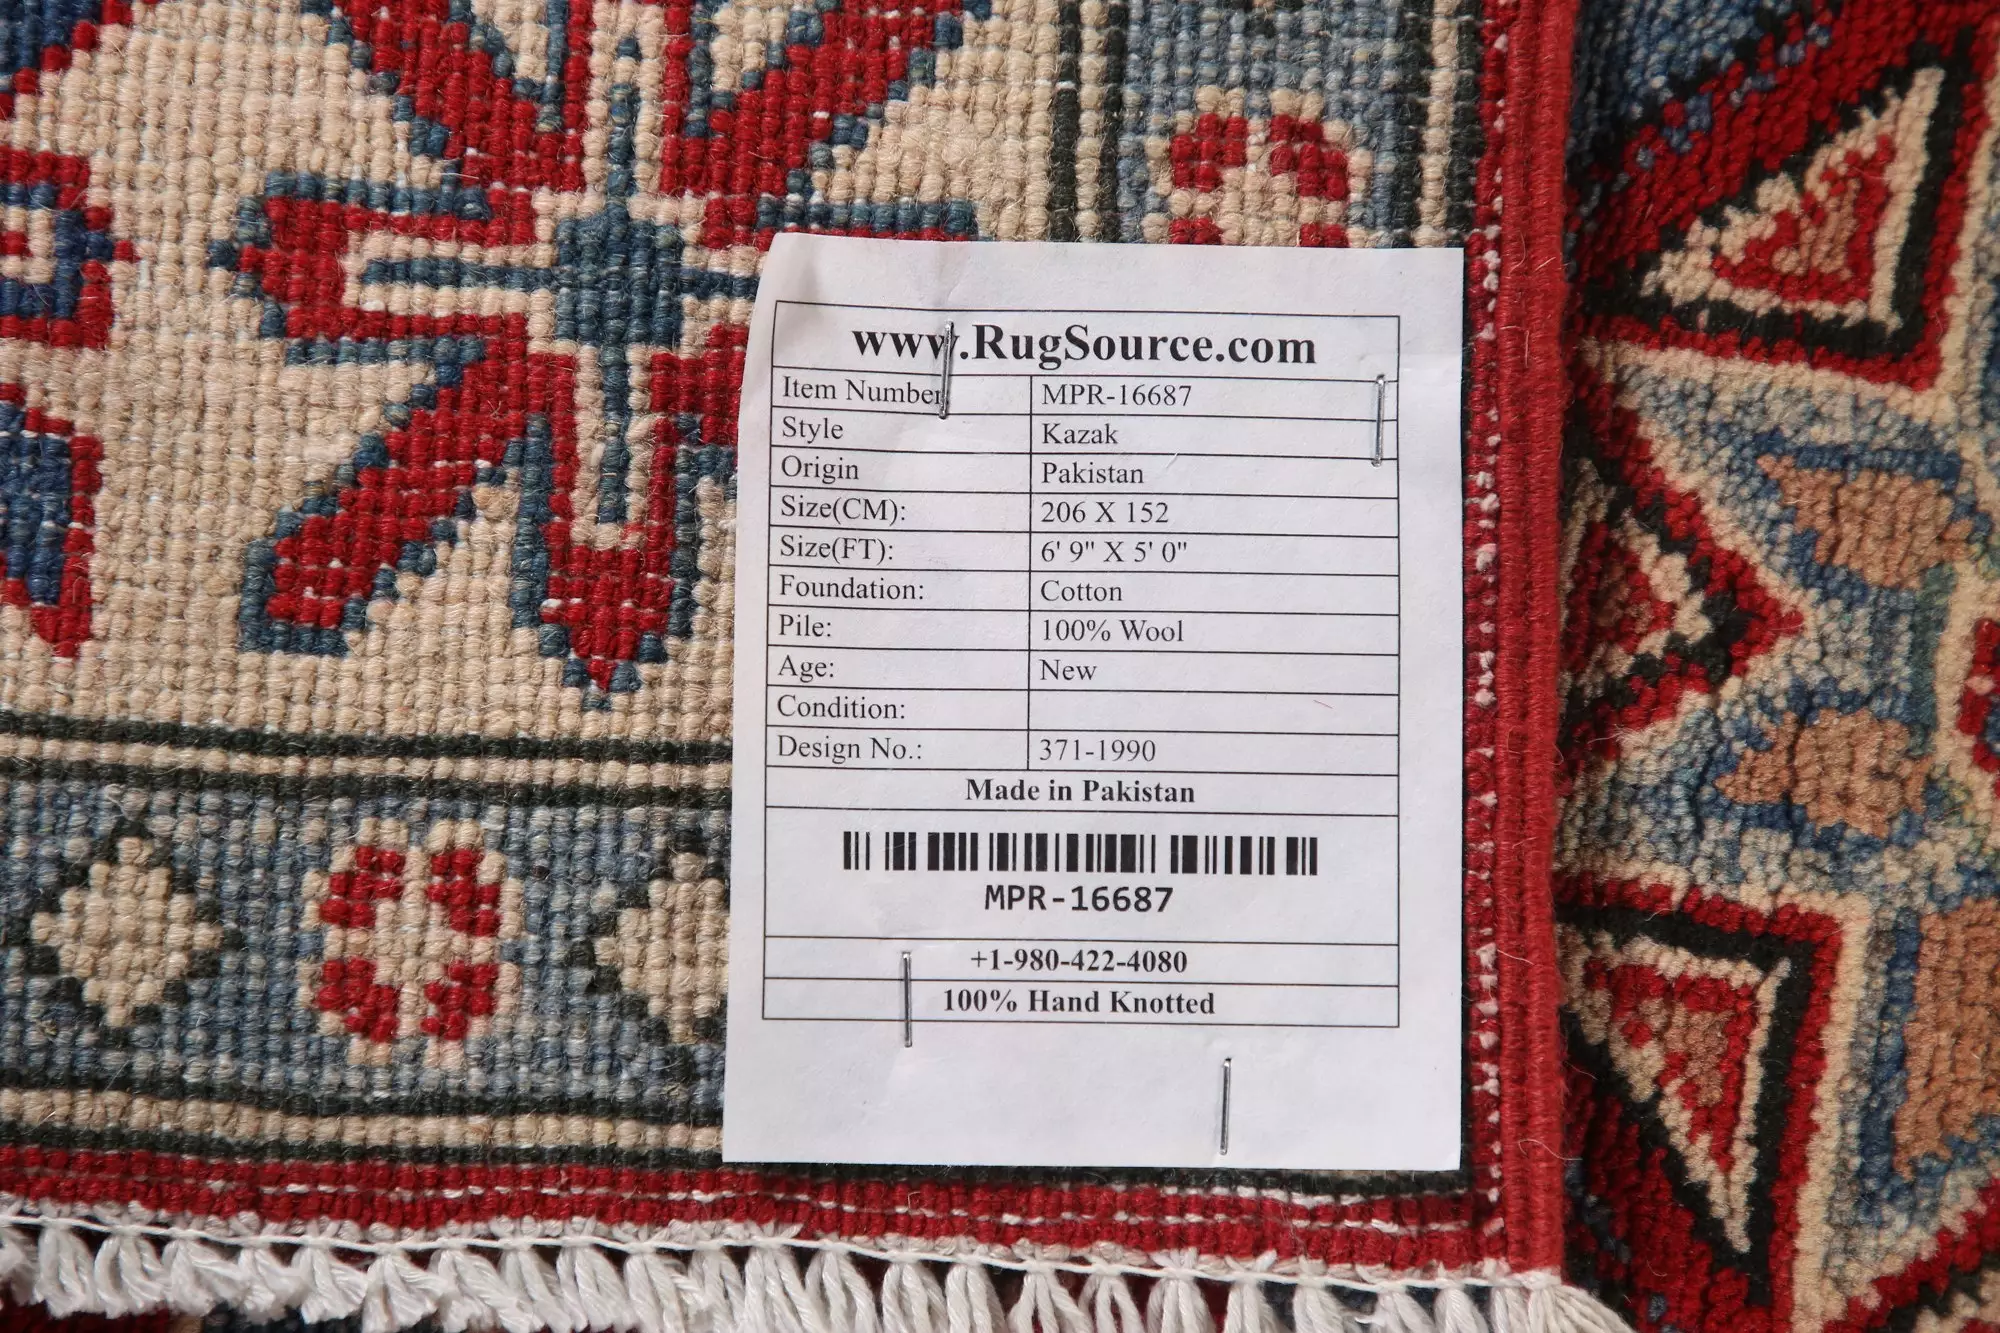 www.RugSource.com
Item Number MPR-16687
Style Kazak
Origin Pakistan
Size(CM): 206 X 152
Size(FT): 6' 9" X 5' 0"
Foundation: Cotton
Pile: 100% Wool
Age: New
Condition:
Design No.: 371-1990
Made in Pakistan
MPR-16687
+1-980-422-4080
100% Hand Knotted